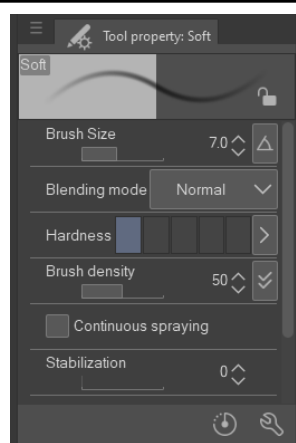 Tool property: Soft
Soft
Brush Size
7.0
Blending mode Normal
Hardness
Brush density
50
Continuous spraying
Stabilization
0